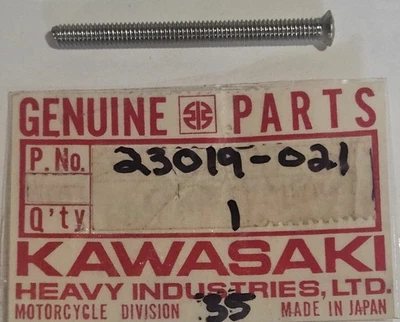 GENUINE PARTS
P. No. 23019-021
Q'ty 1
KAWASAKI
HEAVY INDUSTRIES, LTD.
MOTORCYCLE DIVISION 35 MADE IN JAPAN